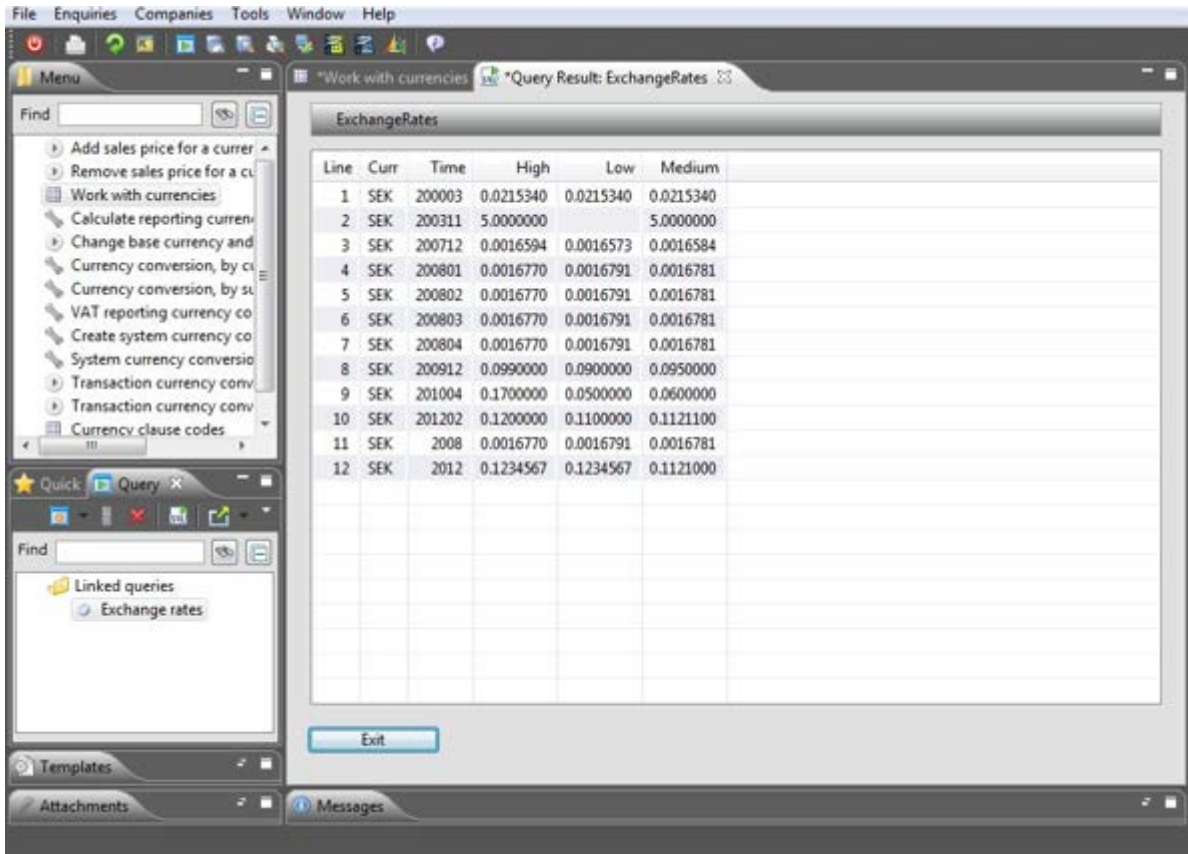 File Enquiries Companies Tools Window Help
Menu
Find
Add sales price for a currer
Remove sales price for a cu
Work with currencies
Calculate reporting curren
Change base currency and
Currency conversion, by cu
Currency conversion, by su
VAT reporting currency co
Create system currency co
System currency conversio
Transaction currency conv
Transaction currency conv
Currency clause codes
Quick Query
Find
Linked queries
Exchange rates
Templates
Attachments
*Work with currencies *Query Result: ExchangeRates
ExchangeRates
Line Curr Time High Low Medium
1 SEK 200003 0.0215340 0.0215340 0.0215340
2 SEK 200311 5.0000000 5.0000000
3 SEK 200712 0.0016594 0.0016573 0.0016584
4 SEK 200801 0.0016770 0.0016791 0.0016781
5 SEK 200802 0.0016770 0.0016791 0.0016781
6 SEK 200803 0.0016770 0.0016791 0.0016781
7 SEK 200804 0.0016770 0.0016791 0.0016781
8 SEK 200912 0.0990000 0.0900000 0.0950000
9 SEK 201004 0.1700000 0.0500000 0.0600000
10 SEK 201202 0.1200000 0.1100000 0.1121100
11 SEK 2008 0.0016770 0.0016791 0.0016781
12 SEK 2012 0.1234567 0.1234567 0.1121000
Exit
Messages